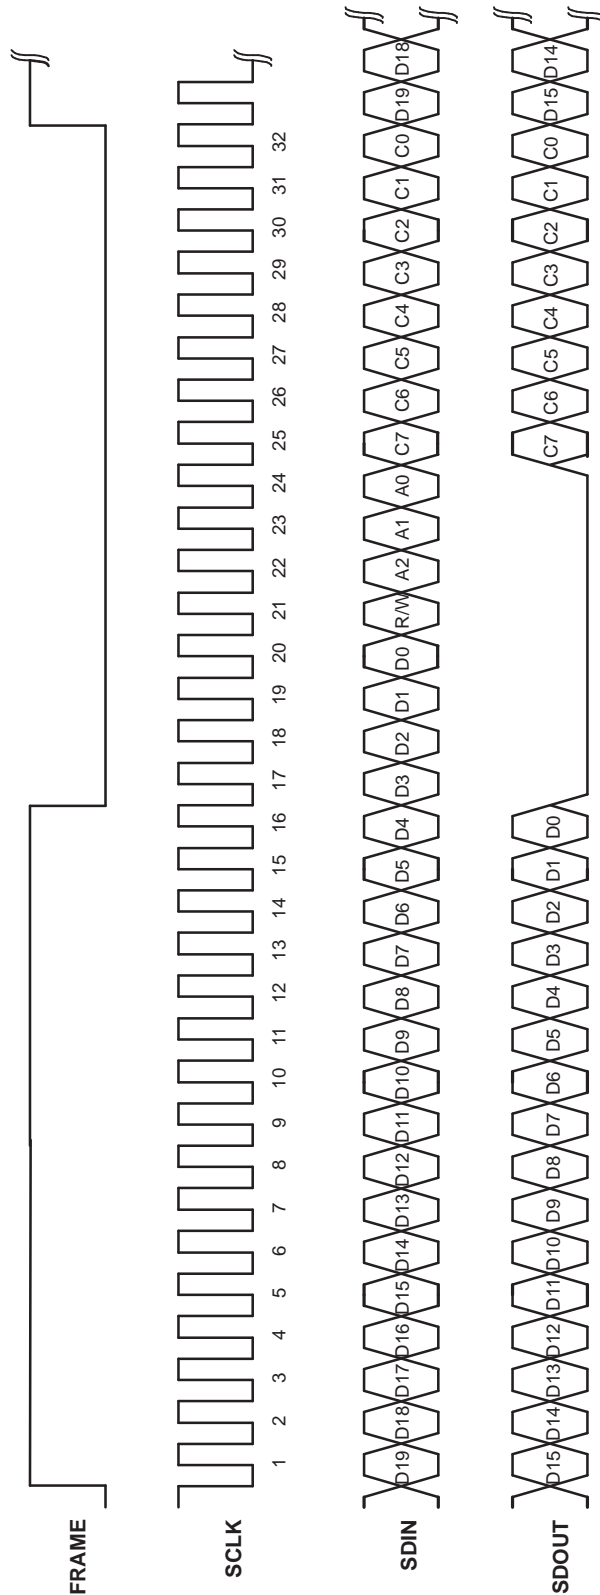 FRAME
SCLK
1 2 3 4 5 6 7 8 9 10 11 12 13 14 15 16 17 18 19 20 21 22 23 24 25 26 27 28 29 30 31 32
SDIN
D19 D18 D17 D16 D15 D14 D13 D12 D11 D10 D9 D8 D7 D6 D5 D4 D3 D2 D1 D0 R/W A2 A1 A0 C7 C6 C5 C4 C3 C2 C1 C0 D19 D18
SDOUT
D15 D14 D13 D12 D11 D10 D9 D8 D7 D6 D5 D4 D3 D2 D1 D0 C7 C6 C5 C4 C3 C2 C1 C0 D15 D14